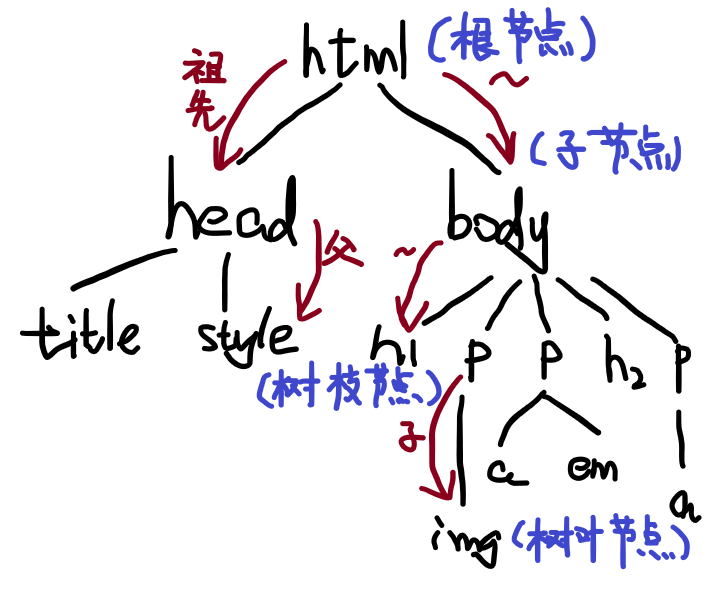 html (根节点)
祖先 ~
(子节点)
head body
父 ~
title style h1 p p h2 p
(树枝节点)
子 a em
a
img (树叶节点)